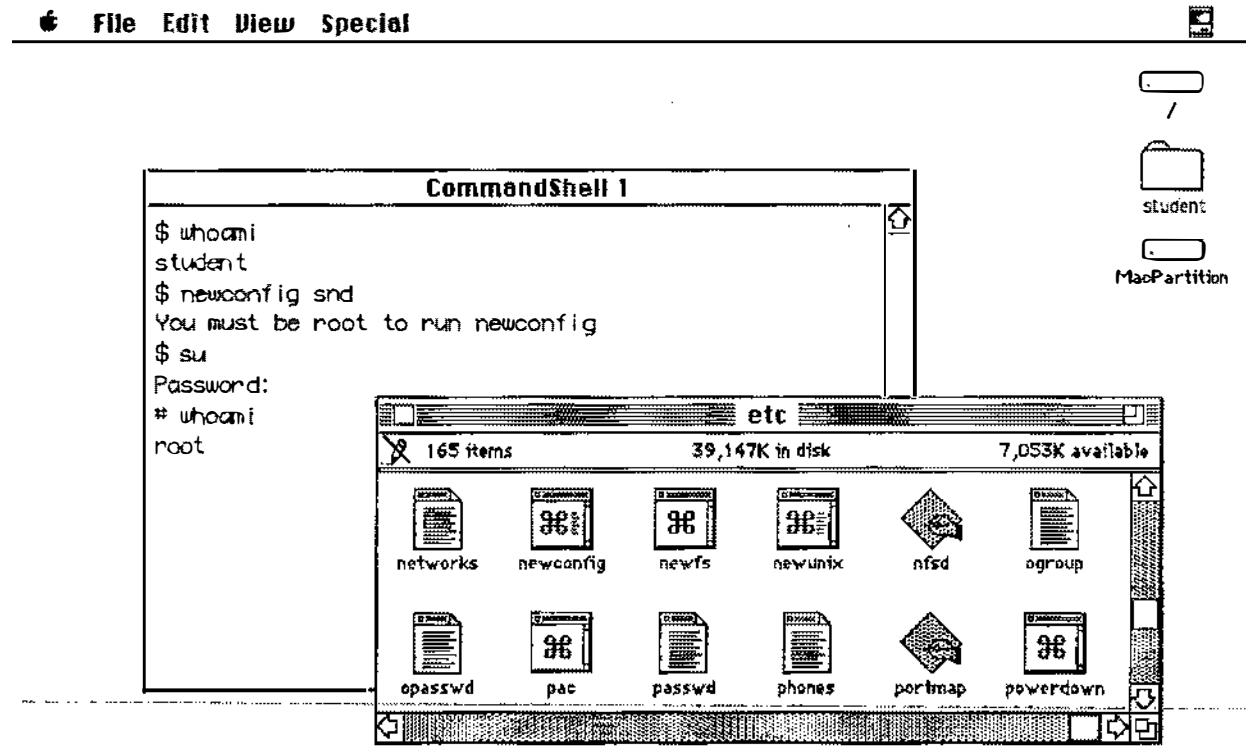 File Edit View Special
/
student
MacPartition
CommandShell 1
$ whoami
student
$ newconfig snd
You must be root to run newconfig
$ su
Password:
# whoami
root
etc
165 items 39,147K in disk 7,053K available
networks newconfig newfs newunix nfsd ogroup
opasswd pac passwd phones portmap powerdown